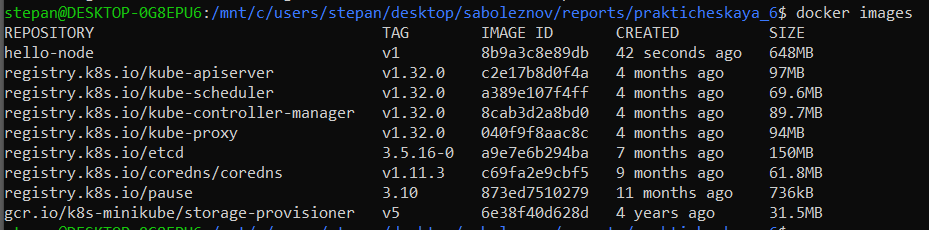 stepan@DESKTOP-0G8EPU6:/mnt/c/users/stepan/desktop/saboleznov/reports/prakticheskaya_6$ docker images
REPOSITORY TAG IMAGE ID CREATED SIZE
hello-node v1 8b9a3c8e89db 42 seconds ago 648MB
registry.k8s.io/kube-apiserver v1.32.0 c2e17b8d0f4a 4 months ago 97MB
registry.k8s.io/kube-scheduler v1.32.0 a389e107f4ff 4 months ago 69.6MB
registry.k8s.io/kube-controller-manager v1.32.0 8cab3d2a8bd0 4 months ago 89.7MB
registry.k8s.io/kube-proxy v1.32.0 040f9f8aac8c 4 months ago 94MB
registry.k8s.io/etcd 3.5.16-0 a9e7e6b294ba 7 months ago 150MB
registry.k8s.io/coredns/coredns v1.11.3 c69fa2e9cbf5 9 months ago 61.8MB
registry.k8s.io/pause 3.10 873ed7510279 11 months ago 736kB
gcr.io/k8s-minikube/storage-provisioner v5 6e38f40d628d 4 years ago 31.5MB